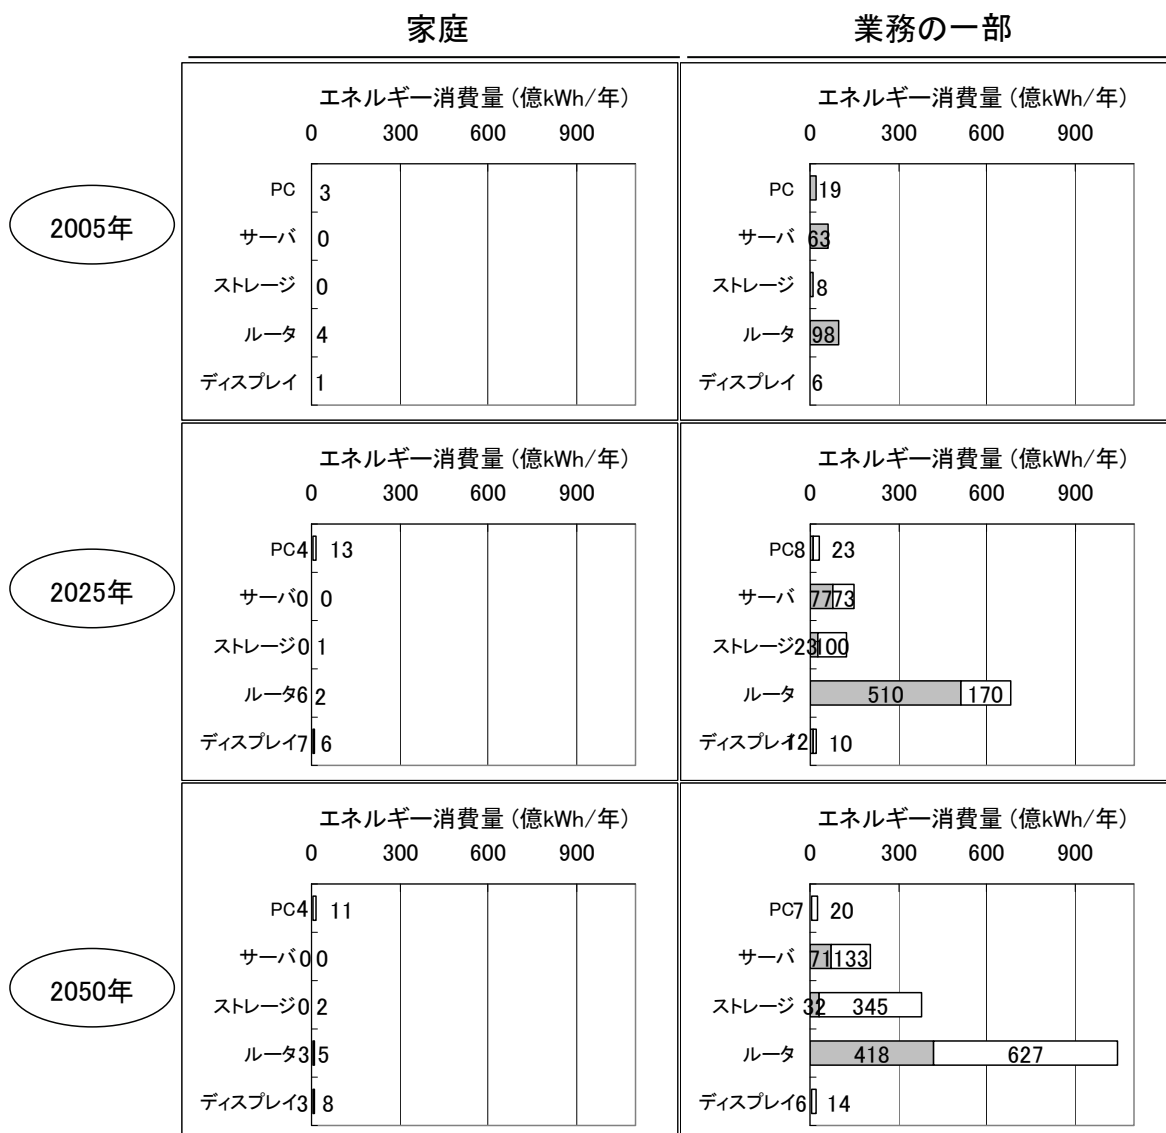 家庭
業務の一部
2005年
エネルギー消費量 (億kWh/年)
0 300 600 900
PC 3
サーバ 0
ストレージ 0
ルータ 4
ディスプレイ 1
エネルギー消費量 (億kWh/年)
0 300 600 900
PC 19
サーバ 63
ストレージ 8
ルータ 98
ディスプレイ 6
2025年
エネルギー消費量 (億kWh/年)
0 300 600 900
PC 4 13
サーバ 0 0
ストレージ 0 1
ルータ 6 2
ディスプレイ 7 6
エネルギー消費量 (億kWh/年)
0 300 600 900
PC 8 23
サーバ 77 73
ストレージ 23 100
ルータ 510 170
ディスプレイ 12 10
2050年
エネルギー消費量 (億kWh/年)
0 300 600 900
PC 4 11
サーバ 0 0
ストレージ 0 2
ルータ 3 5
ディスプレイ 3 8
エネルギー消費量 (億kWh/年)
0 300 600 900
PC 7 20
サーバ 71 133
ストレージ 32 345
ルータ 418 627
ディスプレイ 6 14